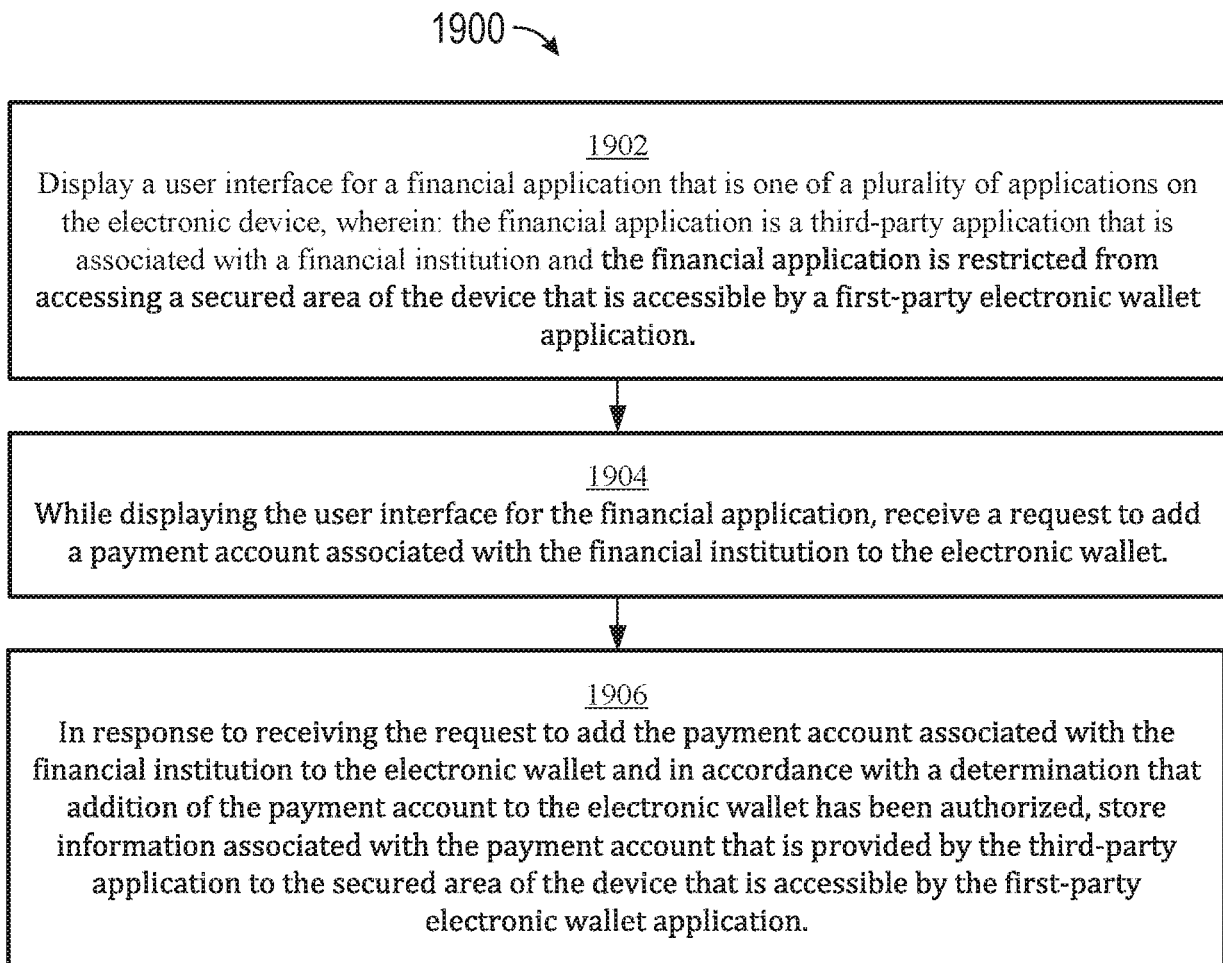 1900
1902
Display a user interface for a financial application that is one of a plurality of applications on
the electronic device, wherein: the financial application is a third-party application that is
associated with a financial institution and the financial application is restricted from
accessing a secured area of the device that is accessible by a first-party electronic wallet
application.
1904
While displaying the user interface for the financial application, receive a request to add
a payment account associated with the financial institution to the electronic wallet.
1906
In response to receiving the request to add the payment account associated with the
financial institution to the electronic wallet and in accordance with a determination that
addition of the payment account to the electronic wallet has been authorized, store
information associated with the payment account that is provided by the third-party
application to the secured area of the device that is accessible by the first-party
electronic wallet application.